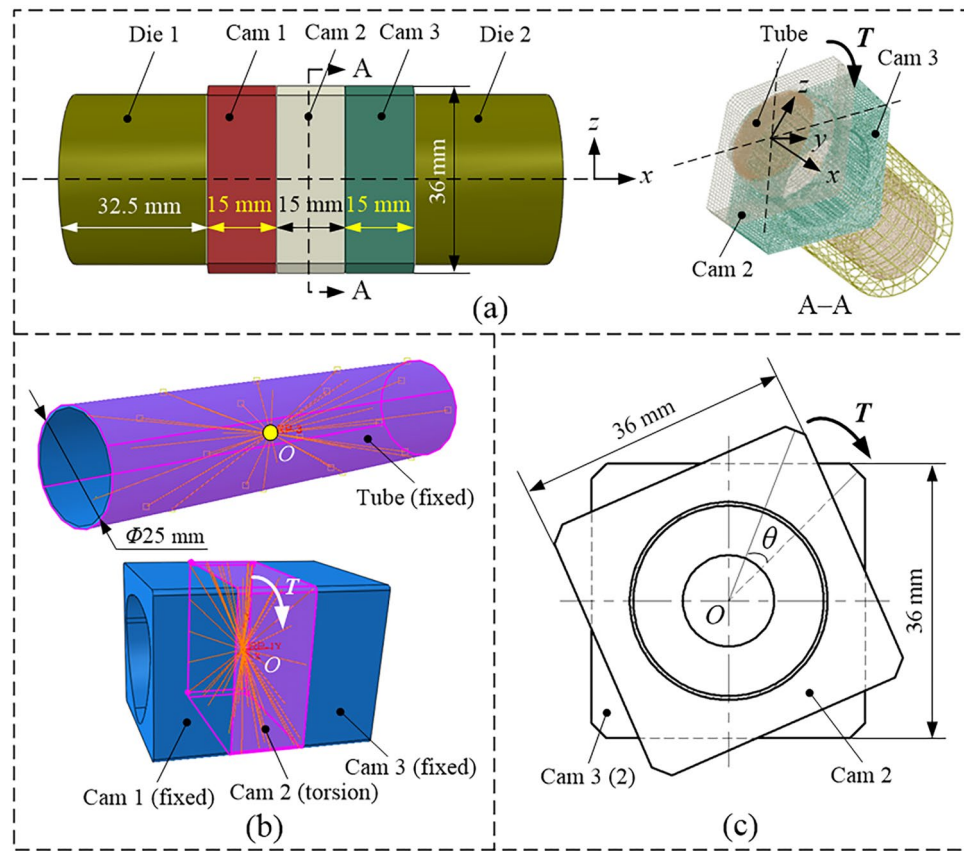 Die 1
Cam 1
Cam 2
Cam 3
Die 2
A
A
z
x
36 mm
32.5 mm
15 mm
15 mm
15 mm
Tube
T
Cam 3
z
y
x
Cam 2
A–A
(a)
O
Tube (fixed)
Φ25 mm
T
O
Cam 1 (fixed)
Cam 2 (torsion)
Cam 3 (fixed)
(b)
36 mm
T
θ
O
36 mm
Cam 3 (2)
Cam 2
(c)